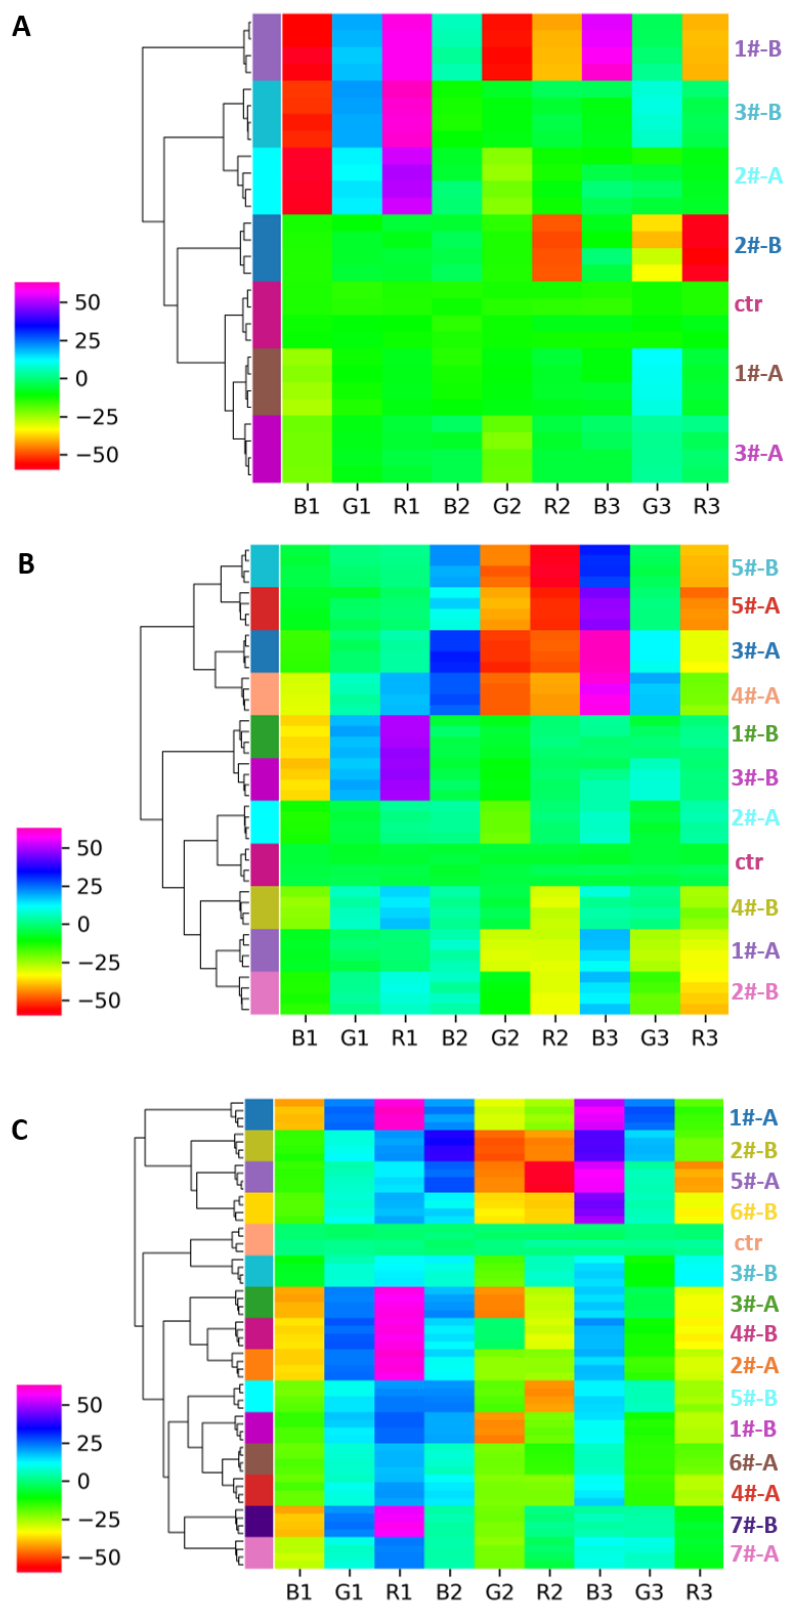 A
1#-B
3#-B
2#-A
2#-B
ctr
1#-A
3#-A
50
25
0
−25
−50
B1 G1 R1 B2 G2 R2 B3 G3 R3
B
5#-B
5#-A
3#-A
4#-A
1#-B
3#-B
2#-A
ctr
4#-B
1#-A
2#-B
50
25
0
−25
−50
B1 G1 R1 B2 G2 R2 B3 G3 R3
C
1#-A
2#-B
5#-A
6#-B
ctr
3#-B
3#-A
4#-B
2#-A
5#-B
1#-B
6#-A
4#-A
7#-B
7#-A
50
25
0
−25
−50
B1 G1 R1 B2 G2 R2 B3 G3 R3